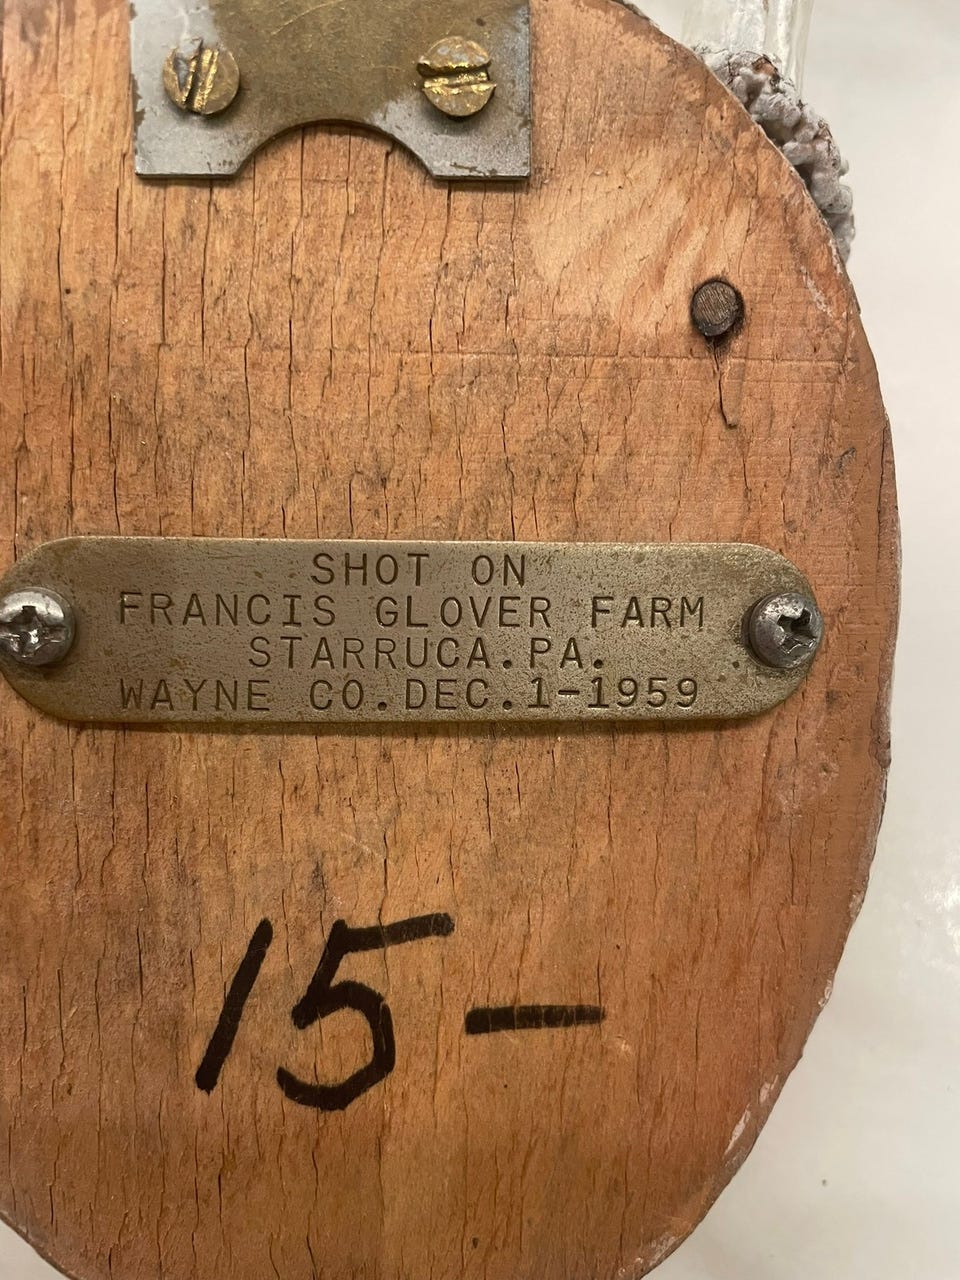 SHOT ON
FRANCIS GLOVER FARM
STARRUCA.PA.
WAYNE CO.DEC.1-1959
15-